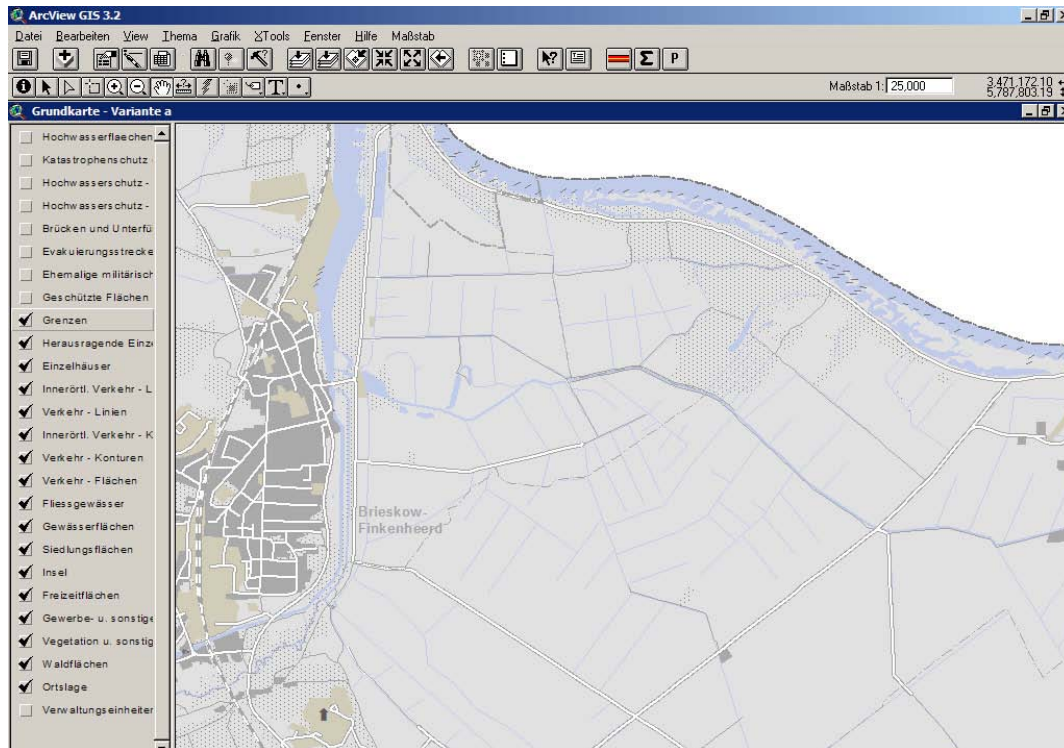 ArcView GIS 3.2
Datei Bearbeiten View Thema Grafik XTools Fenster Hilfe Maßstab
Σ P
T
Maßstab 1: 25,000
3,471,172.10
5,787,803.19
Grundkarte - Variante a
Hochwasserflaechen
Katastrophenschutz
Hochwasserschutz -
Hochwasserschutz -
Brücken und Unterfü
Evakuierungsstrecke
Ehemalige militärisch
Geschützte Flächen
Grenzen
Herausragende Einze
Einzelhäuser
Innerörtl. Verkehr - L
Verkehr - Linien
Innerörtl. Verkehr - K
Verkehr - Konturen
Verkehr - Flächen
Fliessgewässer
Gewässerflächen
Siedlungsflächen
Insel
Freizeitflächen
Gewerbe- u. sonstige
Vegetation u. sonstig
Waldflächen
Ortslage
Verwaltungseinheiten
Brieskow-
Finkenheerd